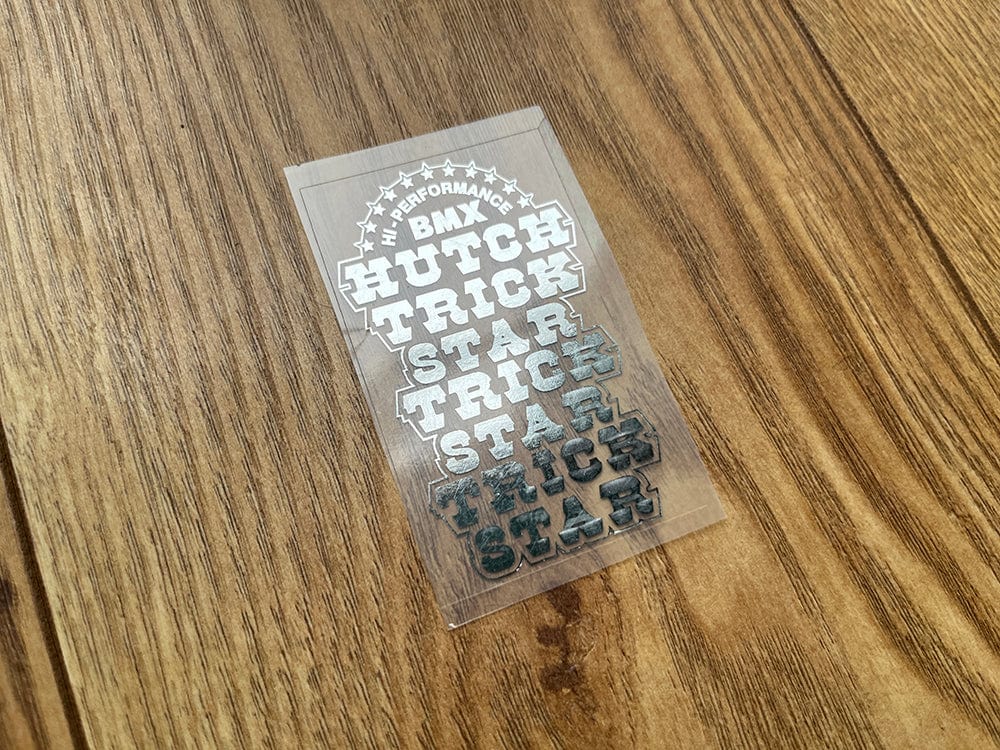 HI-PERFORMANCE
BMX
HUTCH
TRICK
STAR
TRICK
STAR
TRICK
STAR